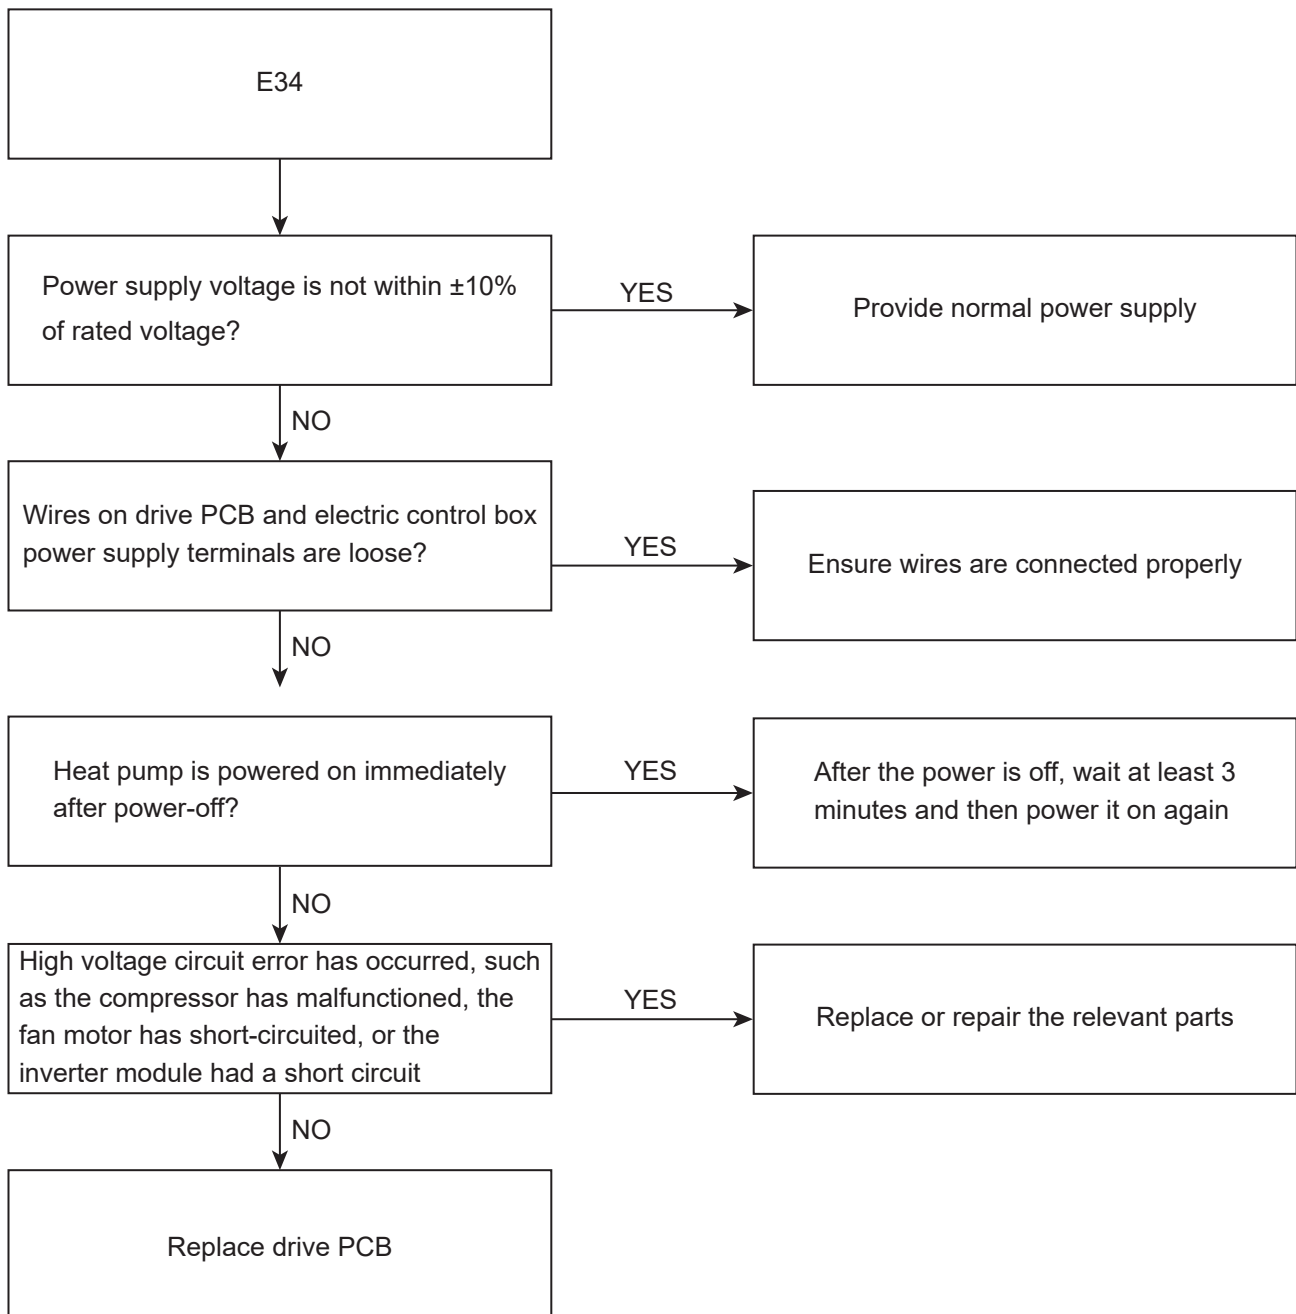 E34
Power supply voltage is not within ±10%
of rated voltage?
YES
Provide normal power supply
NO
Wires on drive PCB and electric control box
power supply terminals are loose?
YES
Ensure wires are connected properly
NO
Heat pump is powered on immediately
after power-off?
YES
After the power is off, wait at least 3
minutes and then power it on again
NO
High voltage circuit error has occurred, such
as the compressor has malfunctioned, the
fan motor has short-circuited, or the
inverter module had a short circuit
YES
Replace or repair the relevant parts
NO
Replace drive PCB